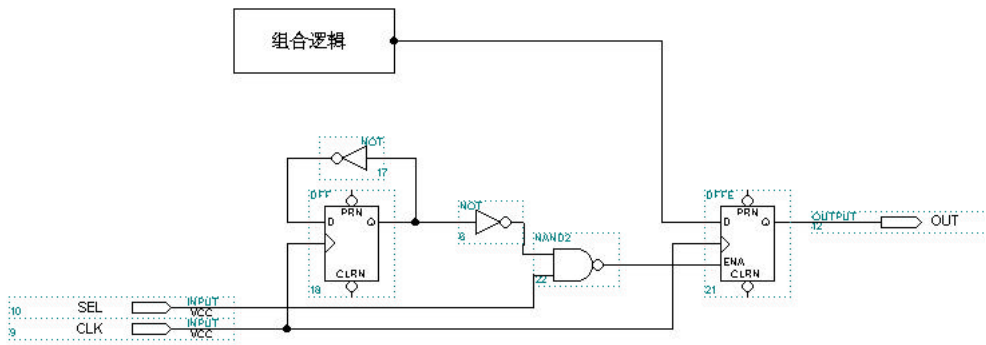 组合逻辑
NOT
17
DFF
PRN
D
Q
CLRN
18
NOT
6
NAND2
22
DFFE
PRN
D
Q
ENA
CLRN
21
OUTPUT
12
OUT
10
SEL
INPUT
VCC
9
CLK
INPUT
VCC